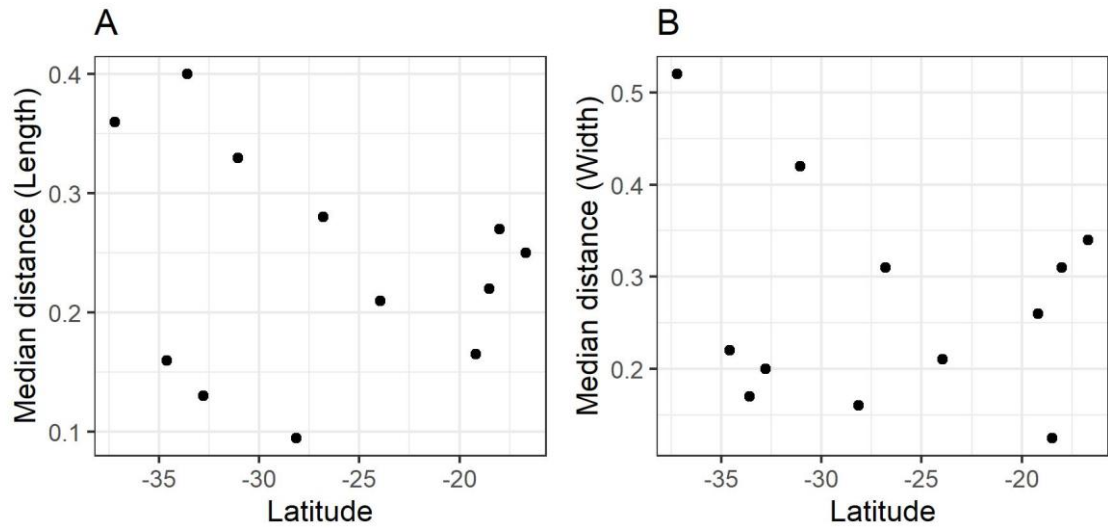 A
Median distance (Length)
0.4
0.3
0.2
0.1
-35 -30 -25 -20
Latitude
B
Median distance (Width)
0.5
0.4
0.3
0.2
-35 -30 -25 -20
Latitude